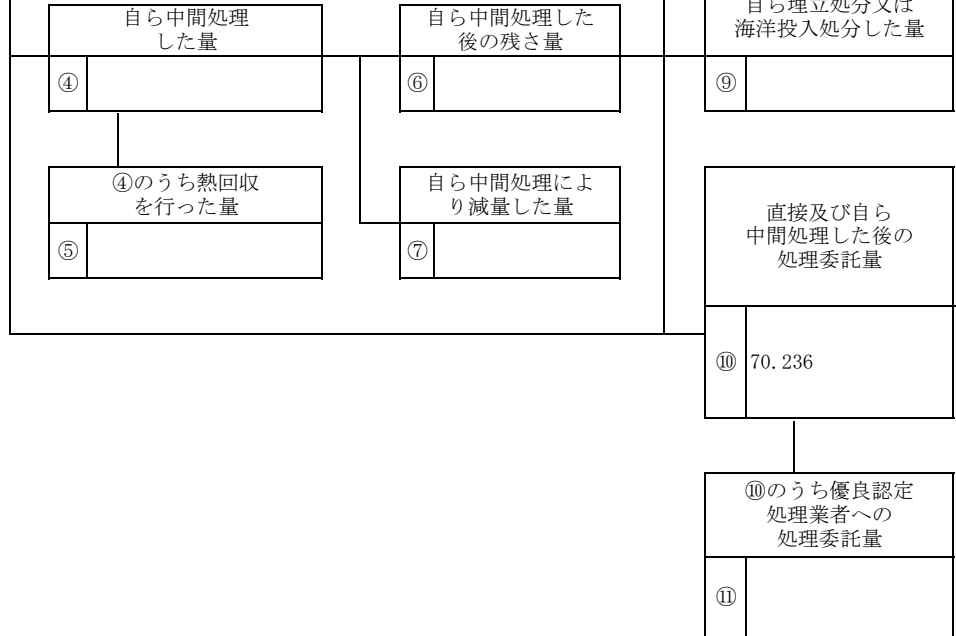 自ら中間処理
した量
④
自ら中間処理した
後の残さ量
⑥
自ら埋立処分又は
海洋投入処分した量
⑨
④のうち熱回収
を行った量
⑤
自ら中間処理によ
り減量した量
⑦
直接及び自ら
中間処理した後の
処理委託量
⑩ 70.236
⑩のうち優良認定
処理業者への
処理委託量
⑪